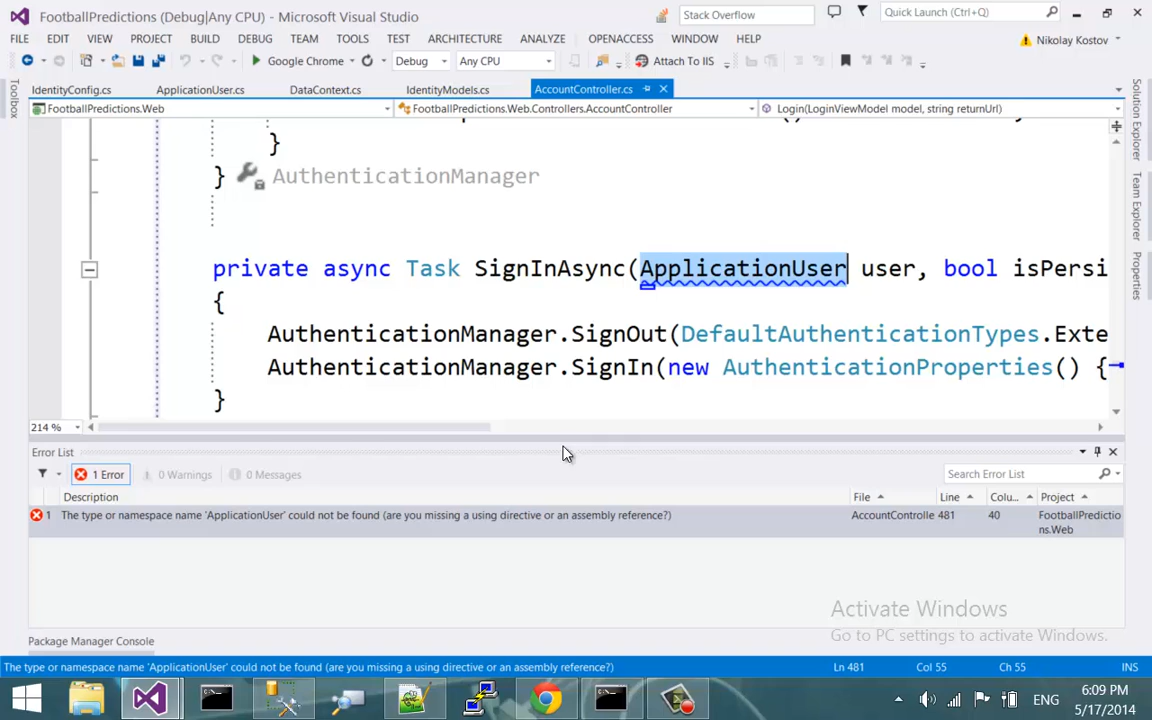 FootballPredictions (Debug|Any CPU) - Microsoft Visual Studio
Stack Overflow
Quick Launch (Ctrl+Q)
FILE EDIT VIEW PROJECT BUILD DEBUG TEAM TOOLS TEST ARCHITECTURE ANALYZE OPENACCESS WINDOW HELP
Nikolay Kostov
Google Chrome Debug Any CPU Attach To IIS
Toolbox
IdentityConfig.cs ApplicationUser.cs DataContext.cs IdentityModels.cs AccountController.cs
FootballPredictions.Web FootballPredictions.Web.Controllers.AccountController Login(LoginViewModel model, string returnUrl)
}
} AuthenticationManager
private async Task SignInAsync(ApplicationUser user, bool isPersi
{
AuthenticationManager.SignOut(DefaultAuthenticationTypes.Exte
AuthenticationManager.SignIn(new AuthenticationProperties() {
}
214 %
Solution Explorer
Team Explorer
Properties
Error List
1 Error 0 Warnings 0 Messages
Search Error List
Description File Line Colu... Project
1 The type or namespace name 'ApplicationUser' could not be found (are you missing a using directive or an assembly reference?) AccountControlle 481 40 FootballPredictio
ns.Web
Activate Windows
Go to PC settings to activate Windows.
Package Manager Console
The type or namespace name 'ApplicationUser' could not be found (are you missing a using directive or an assembly reference?) Ln 481 Col 55 Ch 55 INS
ENG
6:09 PM
5/17/2014